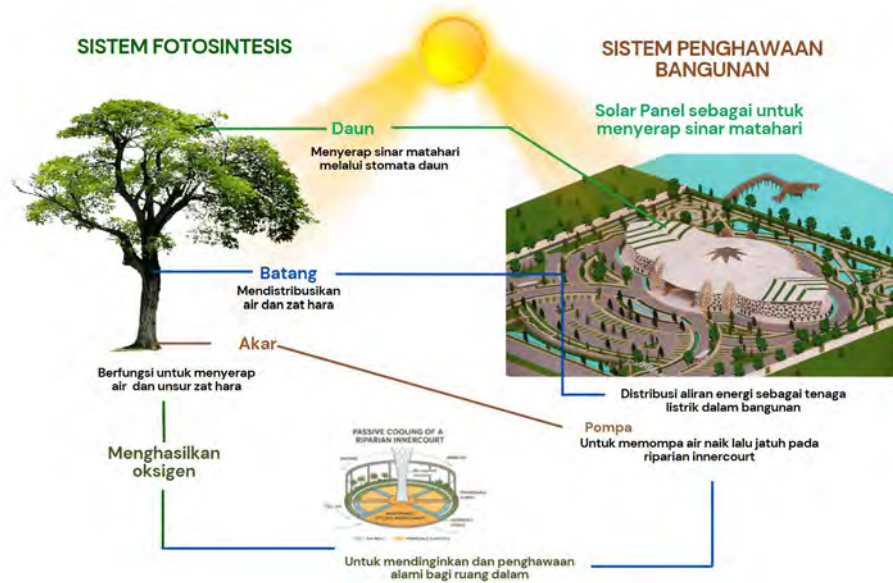 SISTEM FOTOSINTESIS
SISTEM PENGHAWAAN
BANGUNAN
Solar Panel sebagai untuk
menyerap sinar matahari
Daun
Menyerap sinar matahari
melalui stomata daun
Batang
Mendistribusikan
air dan zat hara
Akar
Berfungsi untuk menyerap
air dan unsur zat hara
Distribusi aliran energi sebagai tenaga
listrik dalam bangunan
Pompa
Untuk memompa air naik lalu jatuh pada
riparian innercourt
Menghasilkan
oksigen
PASSIVE COOLING OF A
RIPARIAN INNERCOURT
Untuk mendinginkan dan penghawaan
alami bagi ruang dalam